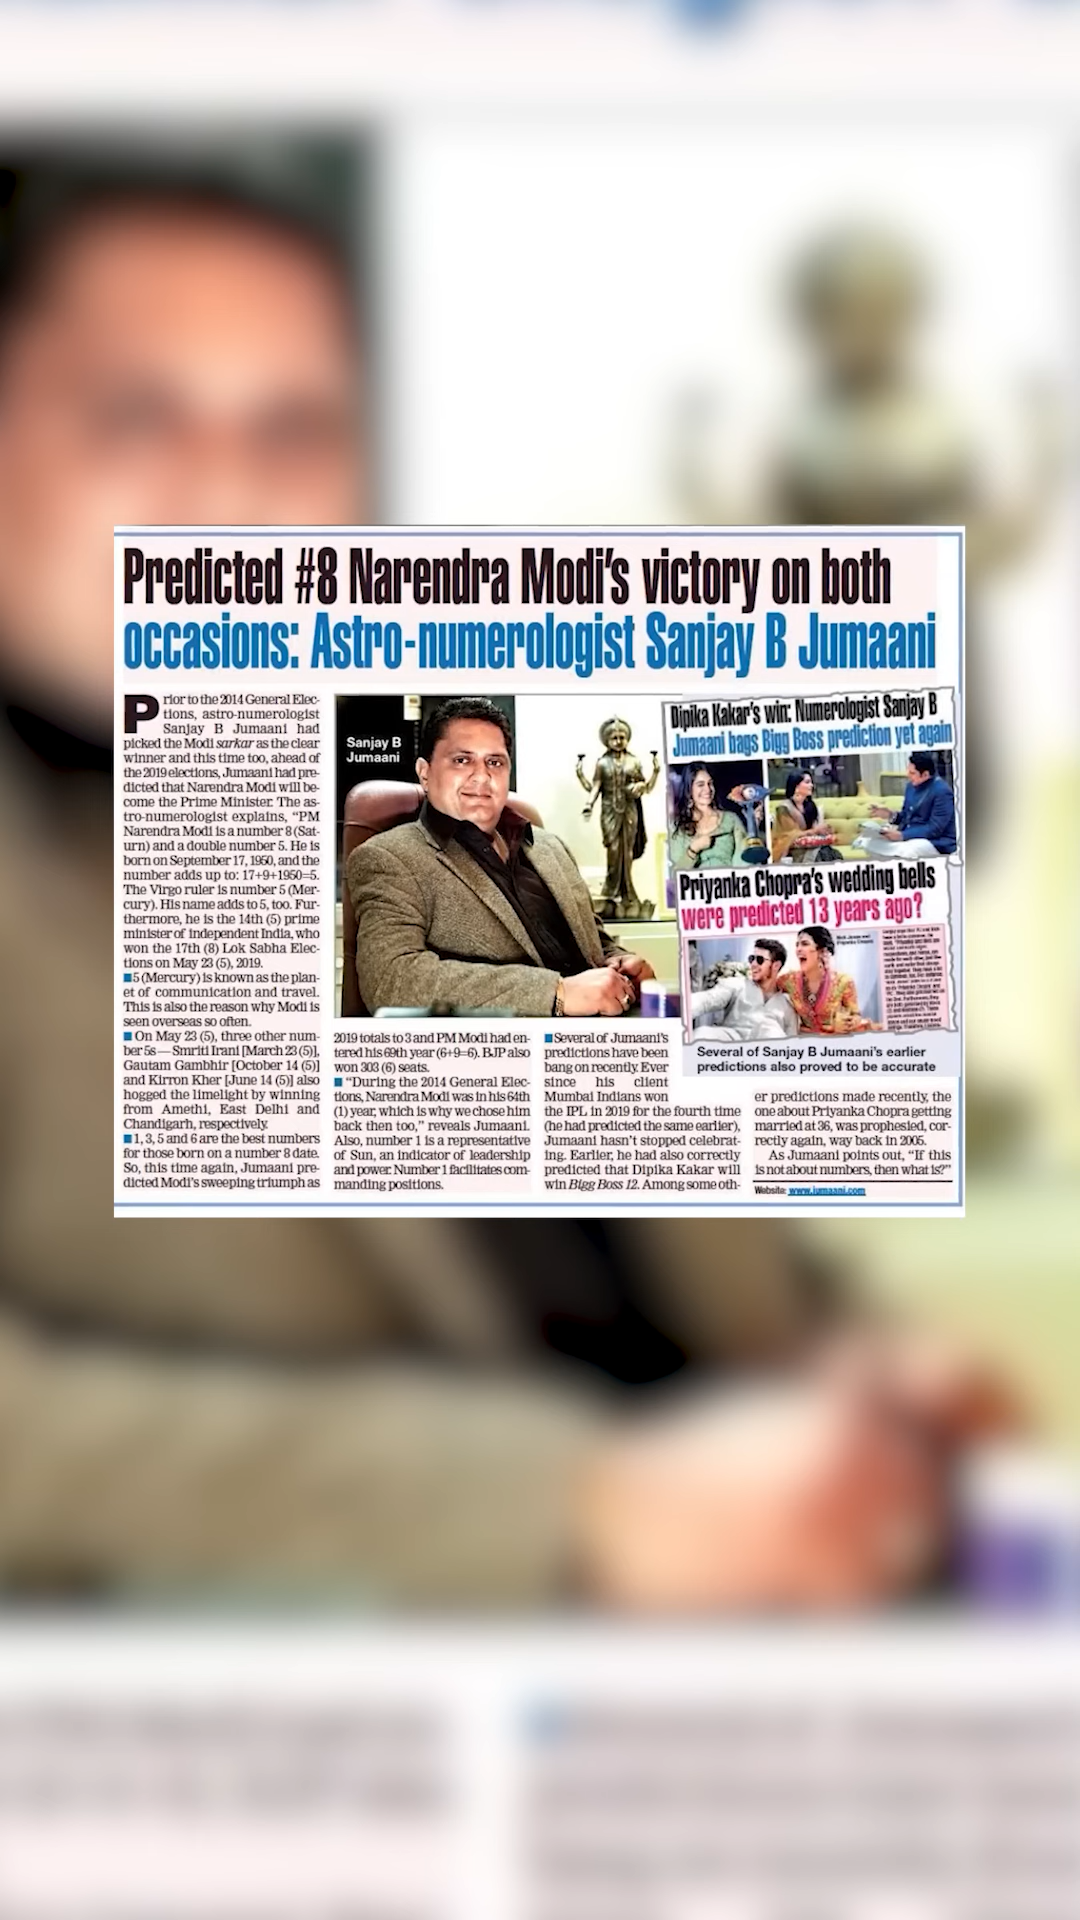 Predicted #8 Narendra Modi's victory on both
occasions: Astro-numerologist Sanjay B Jumaani
Prior to the 2014 General Elec-
tions, astro-numerologist
Sanjay B Jumaani had
picked the Modi sarkar as the clear
winner and this time too, ahead of
the 2019 elections, Jumaani had pre-
dicted that Narendra Modi will be-
come the Prime Minister. The as-
tro-numerologist explains, “PM
Narendra Modi is a number 8 (Sat-
urn) and a double number 5. He is
born on September 17, 1950, and the
number adds up to: 17+9+1950=5.
The Virgo ruler is number 5 (Mer-
cury). His name adds to 5, too. Fur-
thermore, he is the 14th (5) prime
minister of independent India, who
won the 17th (8) Lok Sabha Elec-
tions on May 23 (5), 2019.
■5 (Mercury) is known as the plan-
et of communication and travel.
This is also the reason why Modi is
seen overseas so often.
■ On May 23 (5), three other num-
ber 5s — Smriti Irani [March 23 (5)],
Gautam Gambhir [October 14 (5)]
and Kirron Kher [June 14 (5)] also
hogged the limelight by winning
from Amethi, East Delhi and
Chandigarh, respectively.
■ 1, 3, 5 and 6 are the best numbers
for those born on a number 8 date.
So, this time again, Jumaani pre-
dicted Modi's sweeping triumph as
Sanjay B
Jumaani
2019 totals to 3 and PM Modi had en-
tered his 69th year (6+9=6). BJP also
won 303 (6) seats.
■ “During the 2014 General Elec-
tions, Narendra Modi was in his 64th
(1) year, which is why we chose him
back then too,” reveals Jumaani.
Also, number 1 is a representative
of Sun, an indicator of leadership
and power. Number 1 facilitates com-
manding positions.
■Several of Jumaani's
predictions have been
bang on recently. Ever
since his client
Mumbai Indians won
the IPL in 2019 for the fourth time
(he had predicted the same earlier),
Jumaani hasn't stopped celebrat-
ing. Earlier, he had also correctly
predicted that Dipika Kakar will
win Bigg Boss 12. Among some oth-
Dipika Kakar's win: Numerologist Sanjay B
Jumaani bags Bigg Boss prediction yet again
Priyanka Chopra's wedding bells
were predicted 13 years ago?
Several of Sanjay B Jumaani's earlier
predictions also proved to be accurate
er predictions made recently, the
one about Priyanka Chopra getting
married at 36, was prophesied, cor-
rectly again, way back in 2005.
As Jumaani points out, “If this
is not about numbers, then what is?”
Website: www.jumaani.com